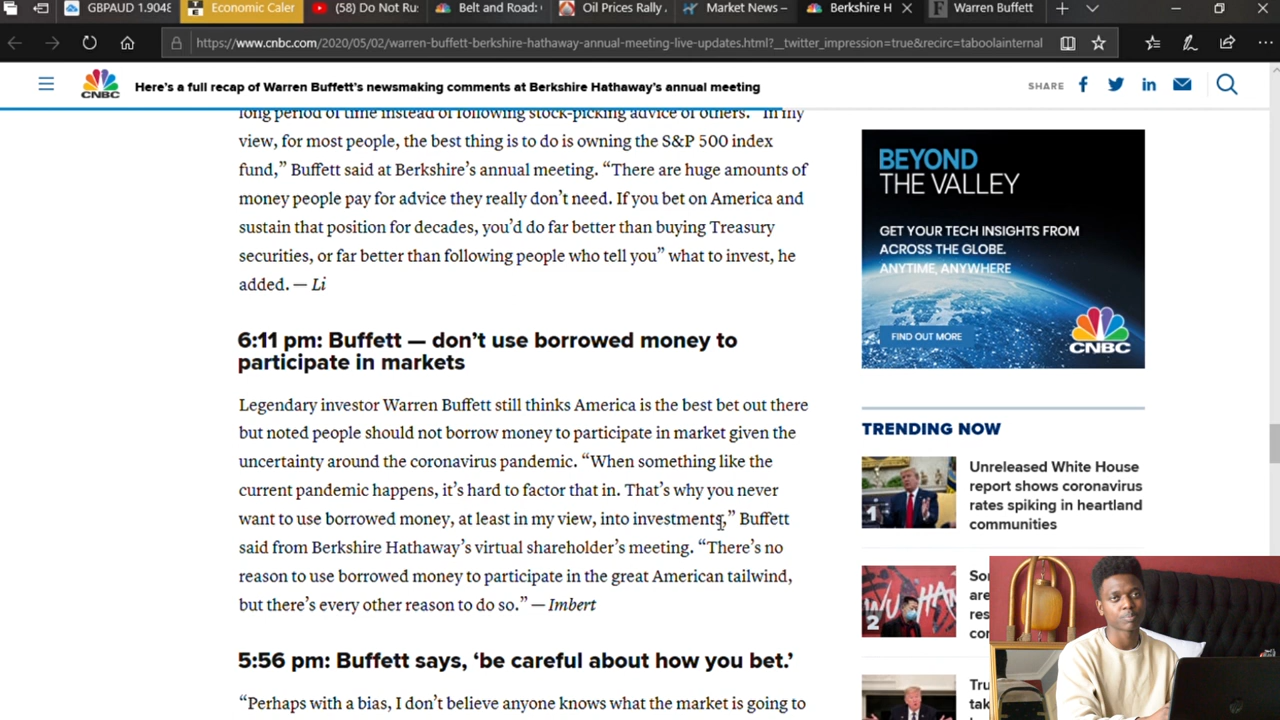 GBPAUD 1.9048
Economic Caler
(58) Do Not Ru
Belt and Road:
Oil Prices Rally
Market News –
Berkshire H
Warren Buffett
https://www.cnbc.com/2020/05/02/warren-buffett-berkshire-hathaway-annual-meeting-live-updates.html?__twitter_impression=true&recirc=taboolainternal
CNBC
Here's a full recap of Warren Buffett's newsmaking comments at Berkshire Hathaway's annual meeting
SHARE
long period of time instead of following stock-picking advice of others. "In my
view, for most people, the best thing is to do is owning the S&P 500 index
fund," Buffett said at Berkshire's annual meeting. "There are huge amounts of
money people pay for advice they really don't need. If you bet on America and
sustain that position for decades, you'd do far better than buying Treasury
securities, or far better than following people who tell you" what to invest, he
added. — Li
6:11 pm: Buffett — don't use borrowed money to
participate in markets
Legendary investor Warren Buffett still thinks America is the best bet out there
but noted people should not borrow money to participate in market given the
uncertainty around the coronavirus pandemic. "When something like the
current pandemic happens, it's hard to factor that in. That's why you never
want to use borrowed money, at least in my view, into investments," Buffett
said from Berkshire Hathaway's virtual shareholder's meeting. "There's no
reason to use borrowed money to participate in the great American tailwind,
but there's every other reason to do so." — Imbert
5:56 pm: Buffett says, 'be careful about how you bet.'
"Perhaps with a bias, I don't believe anyone knows what the market is going to
BEYOND
THE VALLEY
GET YOUR TECH INSIGHTS FROM
ACROSS THE GLOBE.
ANYTIME, ANYWHERE
FIND OUT MORE
CNBC
TRENDING NOW
1
Unreleased White House
report shows coronavirus
rates spiking in heartland
communities
2